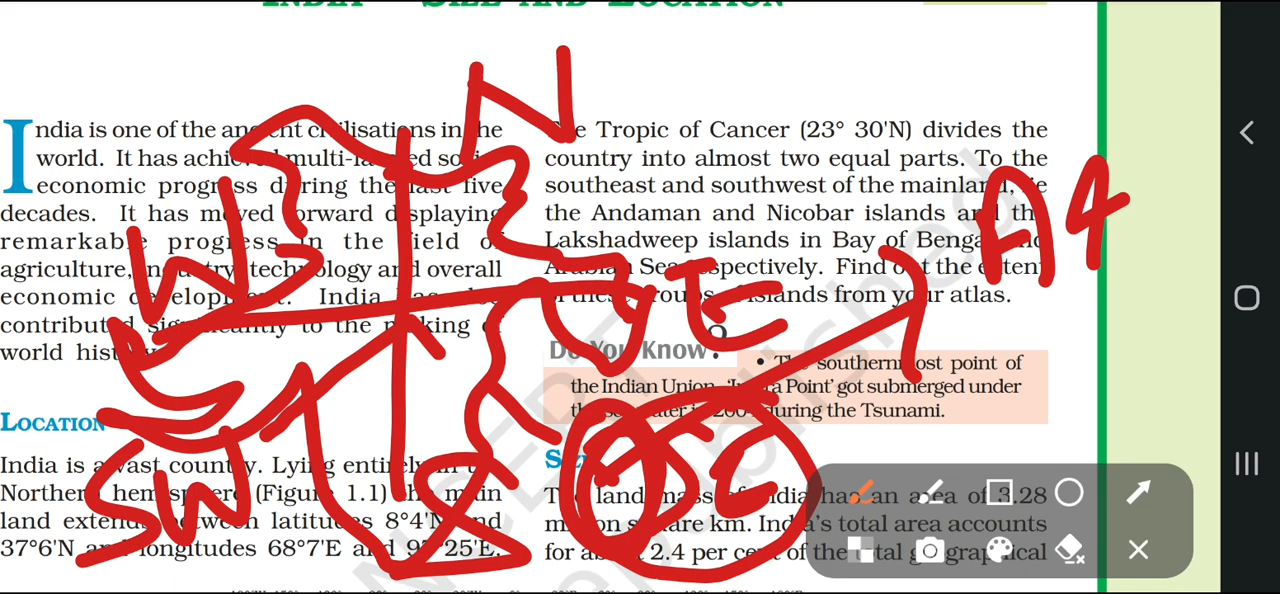 INDIA SIZE AND LOCATION
India is one of the ancient civilisations in the
world. It has achieved multi-faceted socio-
economic progress during the last five
decades. It has moved forward displaying
remarkable progress in the field of
agriculture, industry, technology and overall
economic development. India has also
contributed significantly to the making of
world history.
LOCATION
India is a vast country. Lying entirely in the
Northern hemisphere (Figure 1.1) the main
land extends between latitudes 8°4'N and
37°6'N and longitudes 68°7'E and 97°25'E.
The Tropic of Cancer (23° 30'N) divides the
country into almost two equal parts. To the
southeast and southwest of the mainland, lie
the Andaman and Nicobar islands and the
Lakshadweep islands in Bay of Bengal and
Arabian Sea respectively. Find out the extent
of these groups of islands from your atlas.
Do You Know?
• The southernmost point of
the Indian Union 'Indira Point' got submerged under
the sea water in 2004 during the Tsunami.
The land mass of India has an area of 3.28
million square km. India's total area accounts
for about 2.4 per cent of the total geographical
N
W
E
S
SW
SE
A4